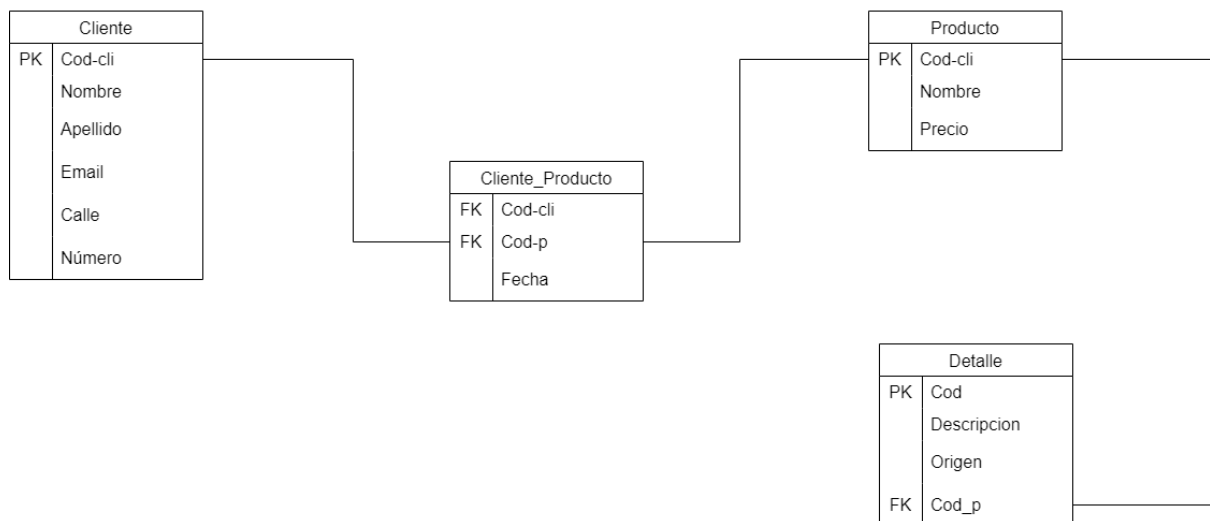 Cliente
PK Cod-cli
Nombre
Apellido
Email
Calle
Número
Cliente_Producto
FK Cod-cli
FK Cod-p
Fecha
Producto
PK Cod-cli
Nombre
Precio
Detalle
PK Cod
Descripcion
Origen
FK Cod_p